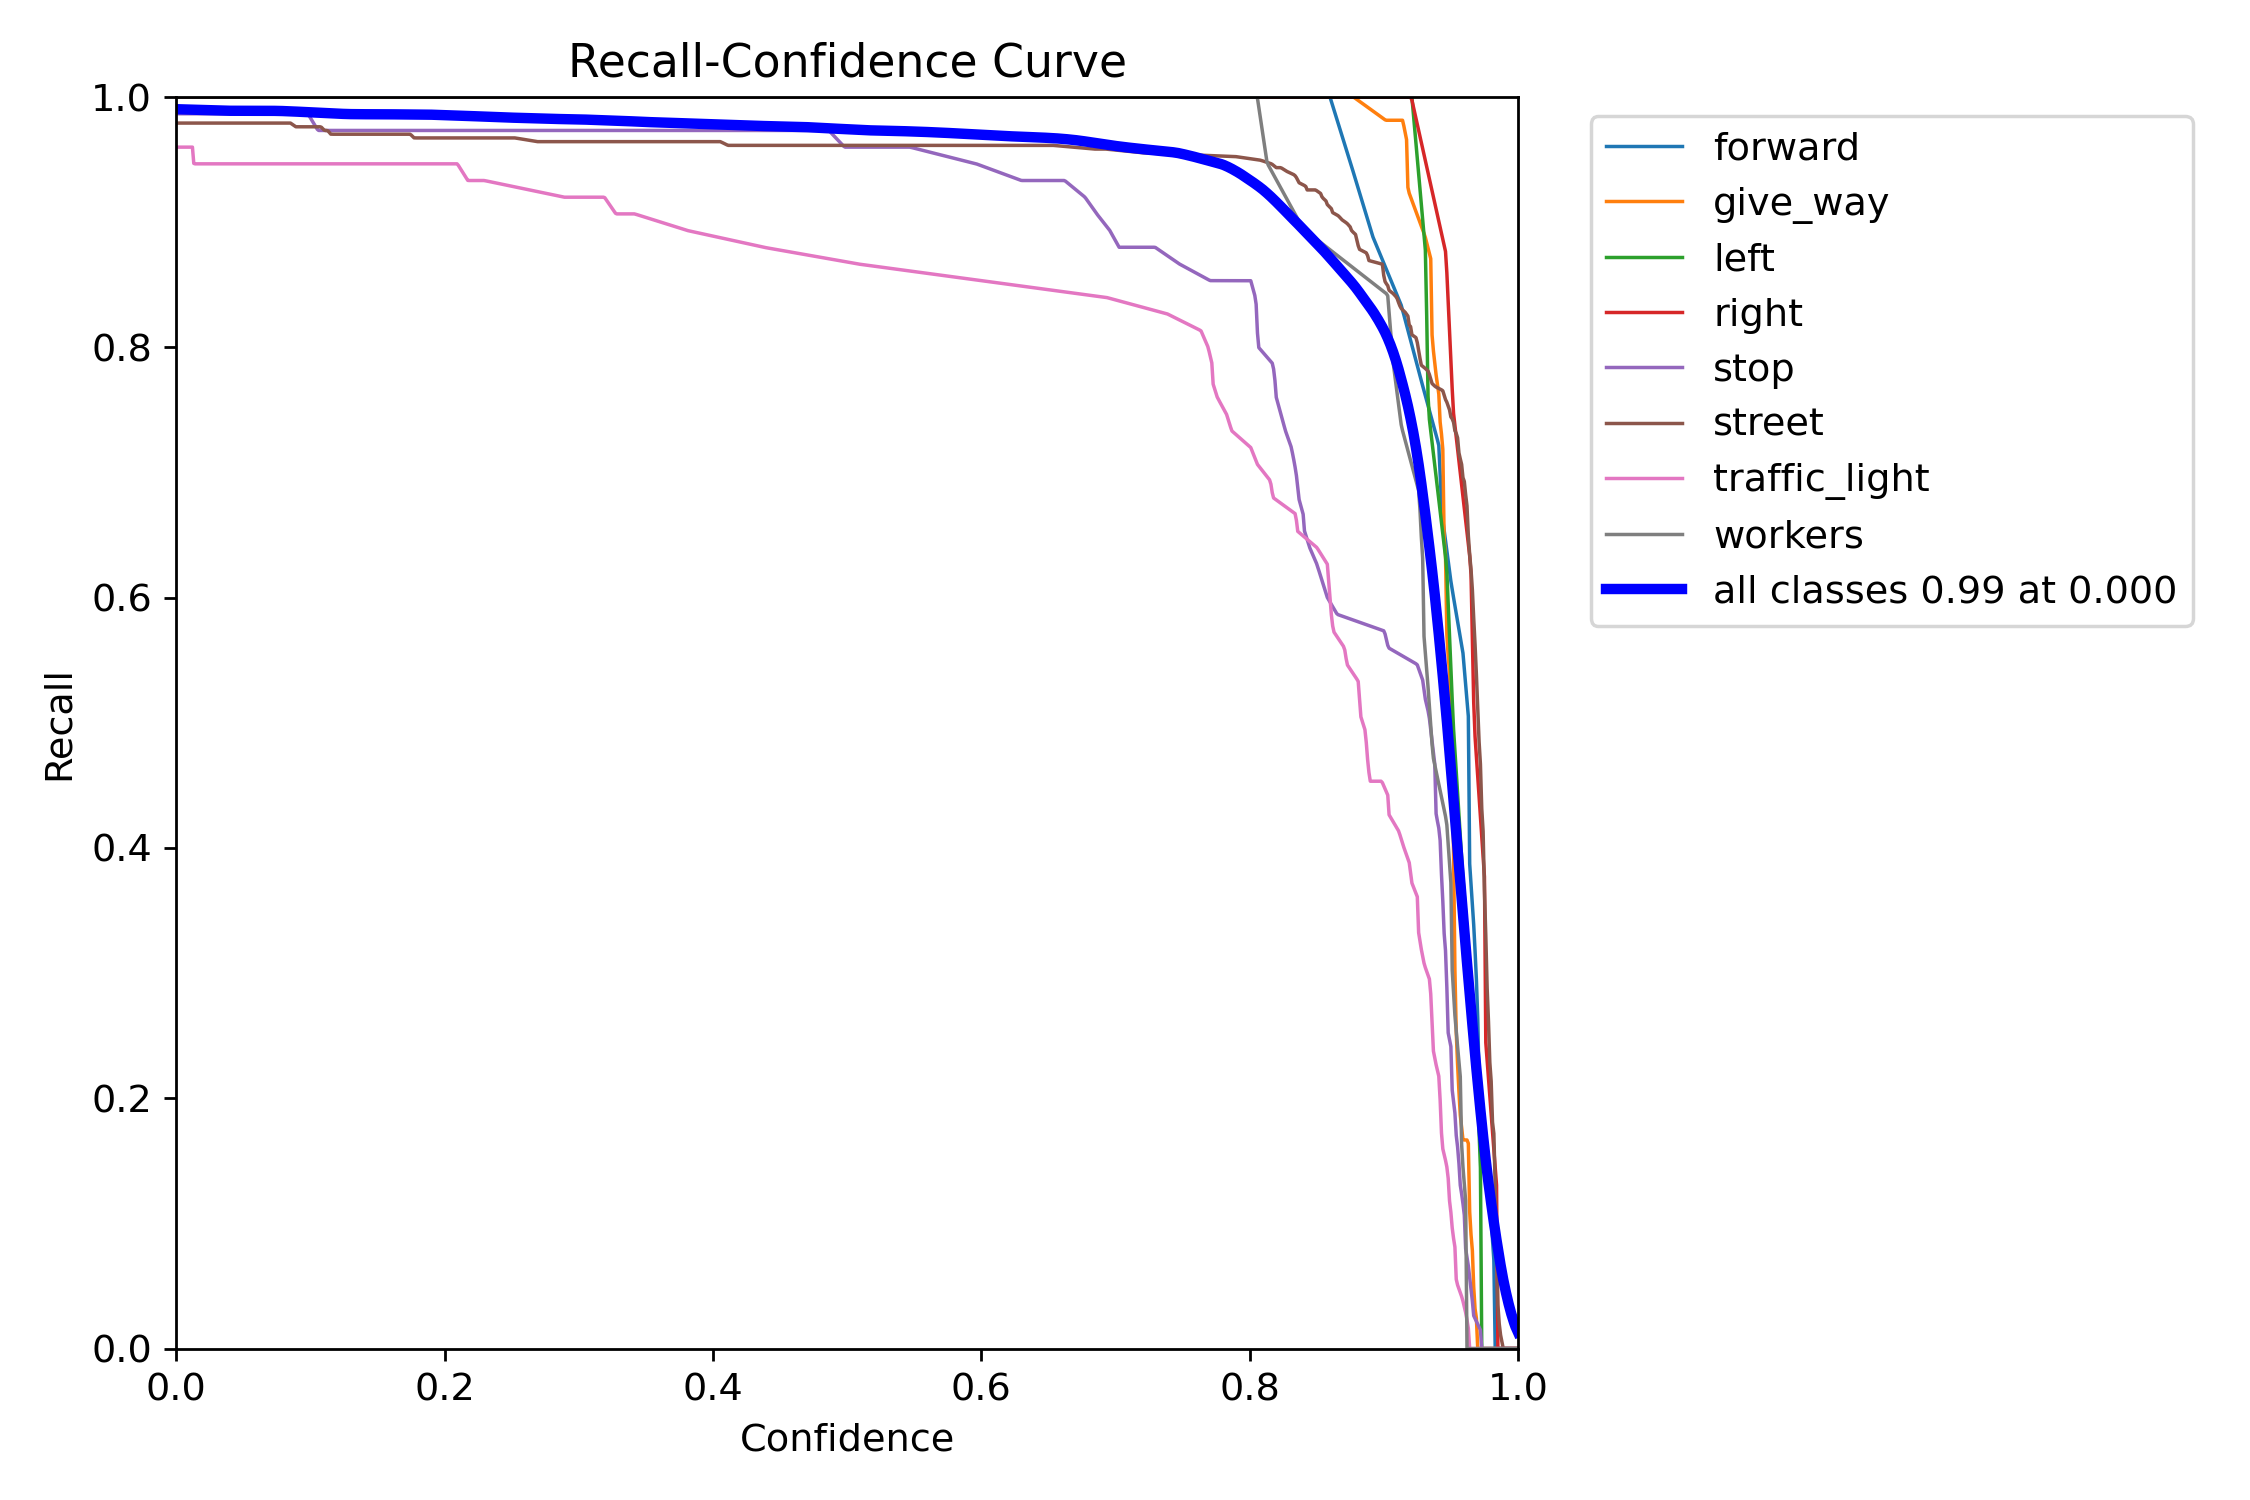 Recall-Confidence Curve
1.0
0.8
0.6
0.4
0.2
0.0
Recall
0.0 0.2 0.4 0.6 0.8 1.0
Confidence
forward
give_way
left
right
stop
street
traffic_light
workers
all classes 0.99 at 0.000